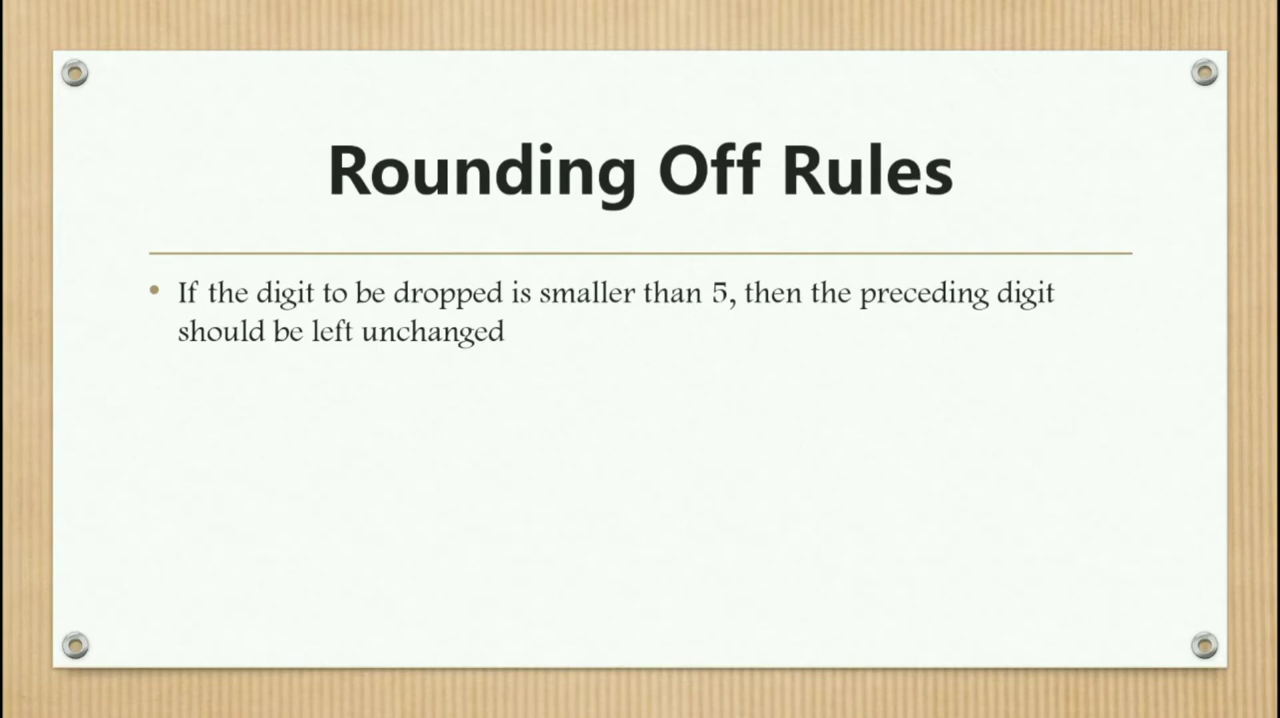 Rounding Off Rules
• If the digit to be dropped is smaller than 5, then the preceding digit
should be left unchanged